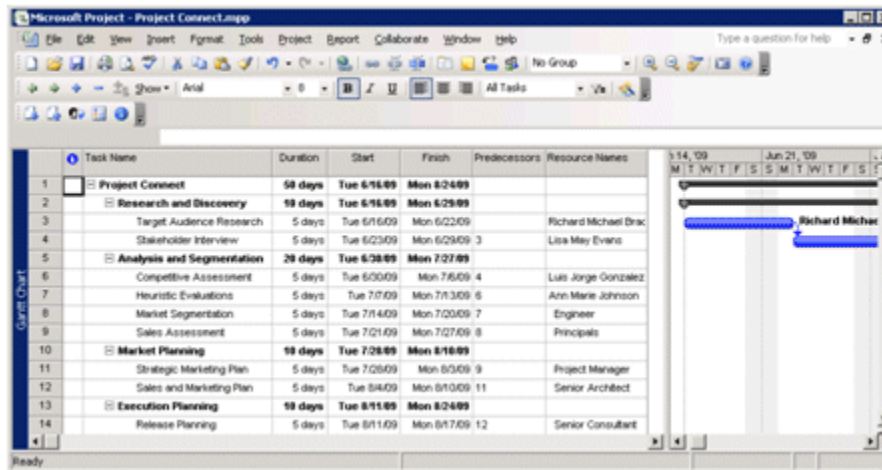 Microsoft Project - Project Connect.mpp
File Edit View Insert Format Tools Project Report Collaborate Window Help Type a question for help
No Group
Show Arial 8 B I U All Tasks
Task Name Duration Start Finish Predecessors Resource Names 14, '09 Jun 21, '09
M T W T F S S M T W T F S
1 Project Connect 50 days Tue 6/16/09 Mon 8/24/09
2 Research and Discovery 10 days Tue 6/16/09 Mon 6/29/09
3 Target Audience Research 5 days Tue 6/16/09 Mon 6/22/09 Richard Michael Brac Richard Michae
4 Stakeholder Interview 5 days Tue 6/23/09 Mon 6/29/09 3 Lisa May Evans
5 Analysis and Segmentation 20 days Tue 6/30/09 Mon 7/27/09
6 Competitive Assessment 5 days Tue 6/30/09 Mon 7/6/09 4 Luis Jorge Gonzalez
7 Heuristic Evaluations 5 days Tue 7/7/09 Mon 7/13/09 6 Ann Marie Johnson
8 Market Segmentation 5 days Tue 7/14/09 Mon 7/20/09 7 Engineer
9 Sales Assessment 5 days Tue 7/21/09 Mon 7/27/09 8 Principals
10 Market Planning 10 days Tue 7/28/09 Mon 8/10/09
11 Strategic Marketing Plan 5 days Tue 7/28/09 Mon 8/3/09 9 Project Manager
12 Sales and Marketing Plan 5 days Tue 8/4/09 Mon 8/10/09 11 Senior Architect
13 Execution Planning 10 days Tue 8/11/09 Mon 8/24/09
14 Release Planning 5 days Tue 8/11/09 Mon 8/17/09 12 Senior Consultant
Gantt Chart
Ready